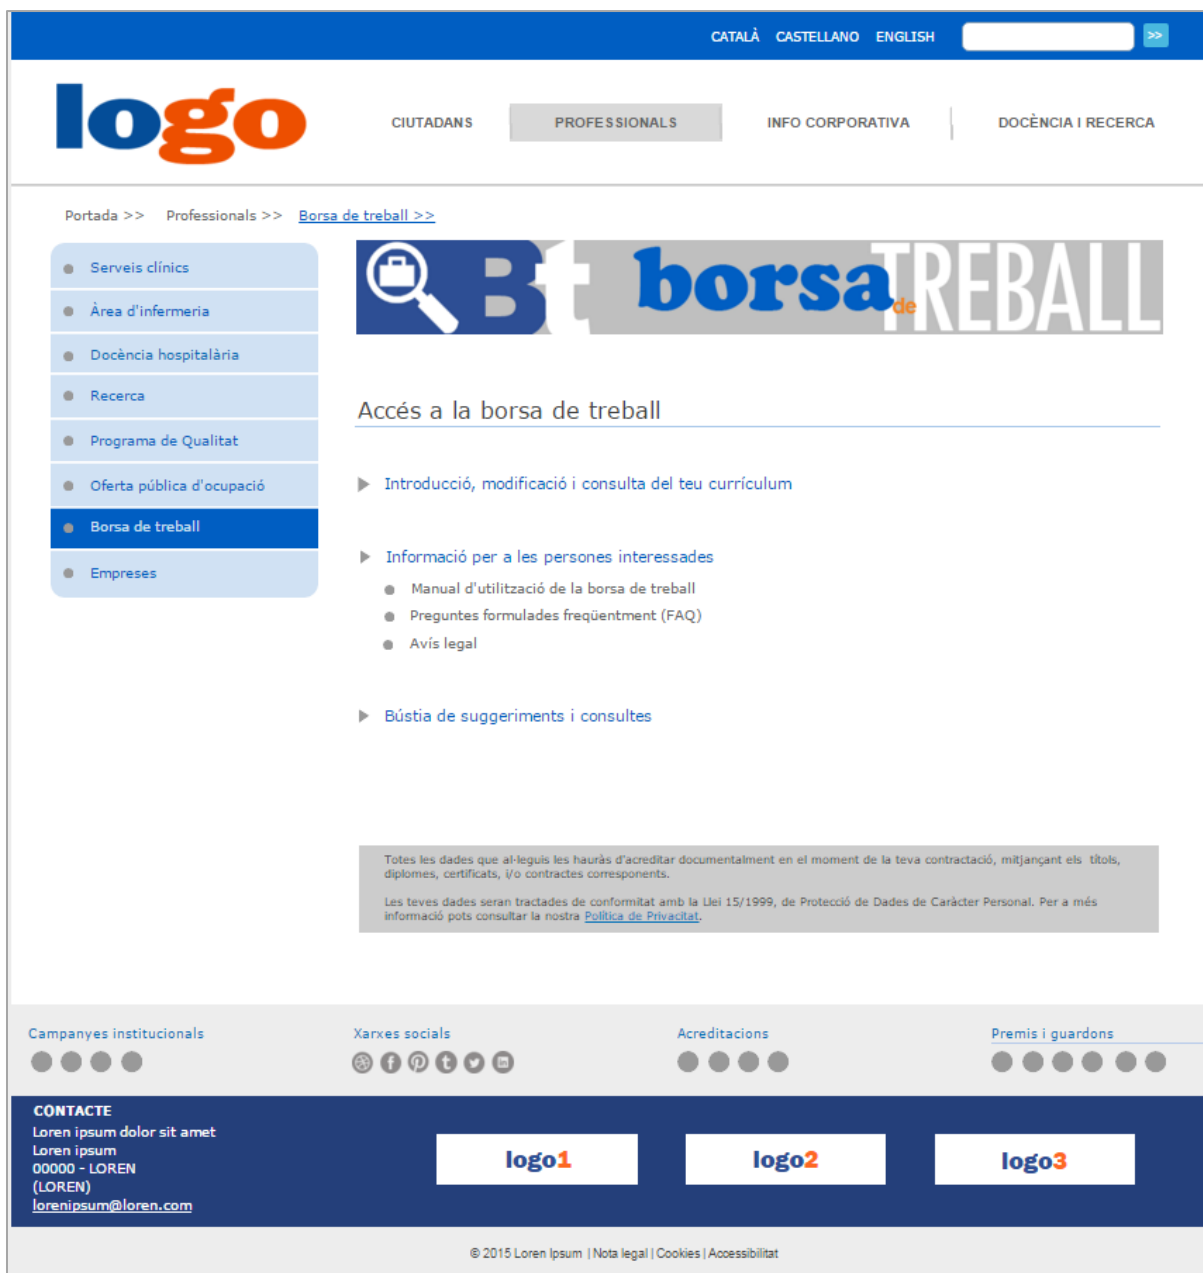 CATALÀ CASTELLANO ENGLISH >>
logo
CIUTADANS PROFESSIONALS INFO CORPORATIVA DOCÈNCIA I RECERCA
Portada >> Professionals >> Borsa de treball >>
Serveis clínics
Àrea d'infermeria
Docència hospitalària
Recerca
Programa de Qualitat
Oferta pública d'ocupació
Borsa de treball
Empreses
Bt borsa de TREBALL
Accés a la borsa de treball
Introducció, modificació i consulta del teu currículum
Informació per a les persones interessades
Manual d'utilització de la borsa de treball
Preguntes formulades freqüentment (FAQ)
Avís legal
Bústia de suggeriments i consultes
Totes les dades que al·leguis les hauràs d'acreditar documentalment en el moment de la teva contractació, mitjançant els títols,
diplomes, certificats, i/o contractes corresponents.
Les teves dades seran tractades de conformitat amb la Llei 15/1999, de Protecció de Dades de Caràcter Personal. Per a més
informació pots consultar la nostra Política de Privacitat.
Campanyes institucionals Xarxes socials Acreditacions Premis i guardons
CONTACTE
Loren ipsum dolor sit amet
Loren ipsum
00000 - LOREN
(LOREN)
lorenipsum@loren.com
logo1 logo2 logo3
© 2015 Loren Ipsum | Nota legal | Cookies | Accessibilitat